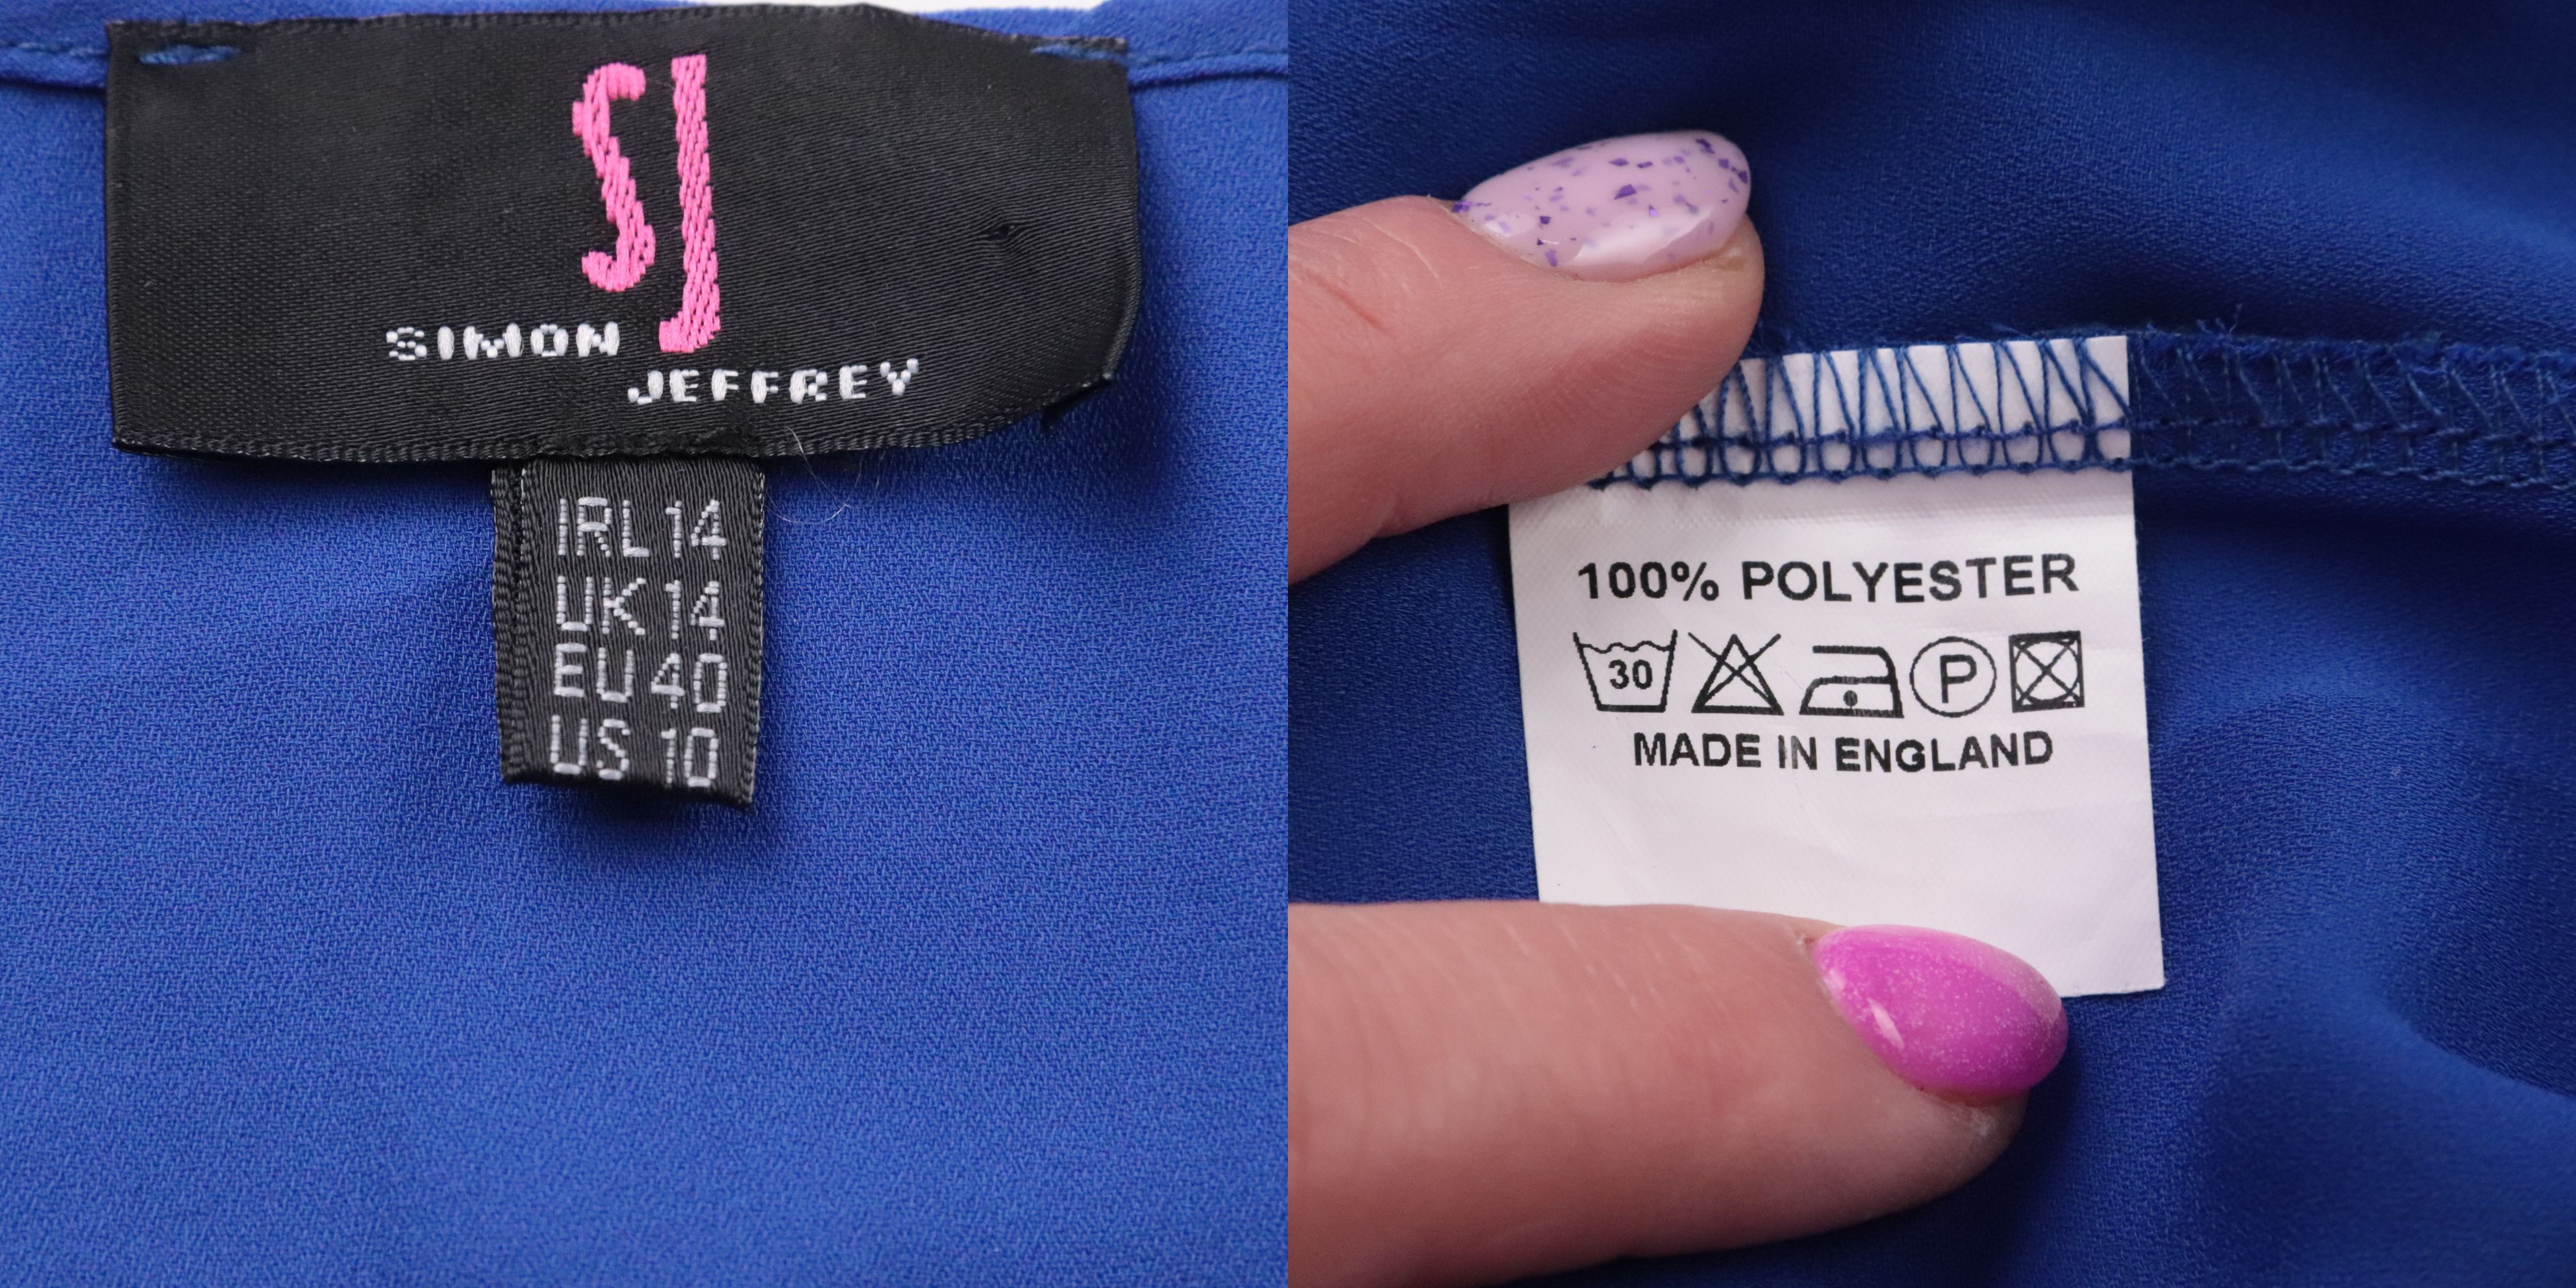 SJ
SIMON
JEFFREY
IRL 14
UK 14
EU 40
US 10
100% POLYESTER
30 P
MADE IN ENGLAND